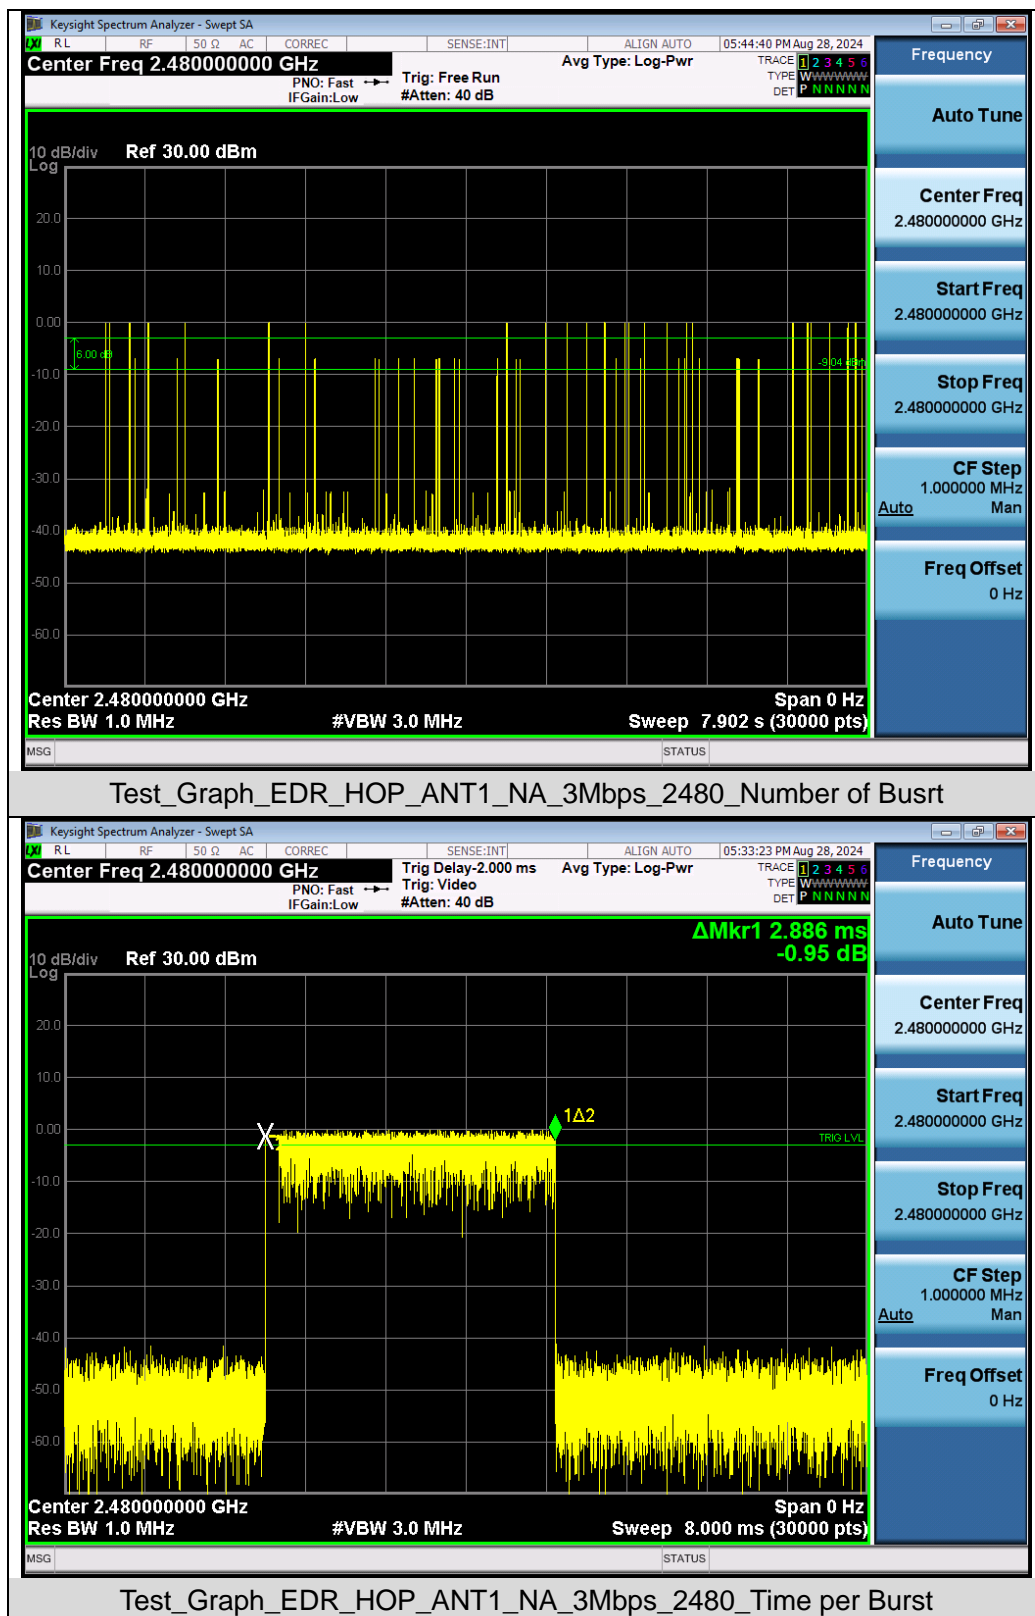 Keysight Spectrum Analyzer - Swept SA
LXI RL RF 50 Ω AC CORREC SENSE:INT ALIGN AUTO 05:44:40 PM Aug 28, 2024
Center Freq 2.480000000 GHz
PNO: Fast
IFGain:Low
Trig: Free Run
#Atten: 40 dB
Avg Type: Log-Pwr
TRACE 1 2 3 4 5 6
TYPE WWWWWW
DET P N N N N N
Frequency
Auto Tune
Center Freq
2.480000000 GHz
Start Freq
2.480000000 GHz
Stop Freq
2.480000000 GHz
CF Step
1.000000 MHz
Auto Man
Freq Offset
0 Hz
10 dB/div Ref 30.00 dBm
Log
20.0
10.0
0.00
6.00 dB
-9.04 dBm
-10.0
-20.0
-30.0
-40.0
-50.0
-60.0
Center 2.480000000 GHz Span 0 Hz
Res BW 1.0 MHz #VBW 3.0 MHz Sweep 7.902 s (30000 pts)
MSG STATUS
Test_Graph_EDR_HOP_ANT1_NA_3Mbps_2480_Number of Busrt
Keysight Spectrum Analyzer - Swept SA
LXI RL RF 50 Ω AC CORREC SENSE:INT ALIGN AUTO 05:33:23 PM Aug 28, 2024
Center Freq 2.480000000 GHz
PNO: Fast
IFGain:Low
Trig Delay-2.000 ms
Trig: Video
#Atten: 40 dB
Avg Type: Log-Pwr
TRACE 1 2 3 4 5 6
TYPE WWWWWW
DET P N N N N N
Frequency
Auto Tune
Center Freq
2.480000000 GHz
Start Freq
2.480000000 GHz
Stop Freq
2.480000000 GHz
CF Step
1.000000 MHz
Auto Man
Freq Offset
0 Hz
ΔMkr1 2.886 ms
-0.95 dB
10 dB/div Ref 30.00 dBm
Log
20.0
10.0
0.00
1Δ2
TRIG LVL
-10.0
-20.0
-30.0
-40.0
-50.0
-60.0
Center 2.480000000 GHz Span 0 Hz
Res BW 1.0 MHz #VBW 3.0 MHz Sweep 8.000 ms (30000 pts)
MSG STATUS
Test_Graph_EDR_HOP_ANT1_NA_3Mbps_2480_Time per Burst